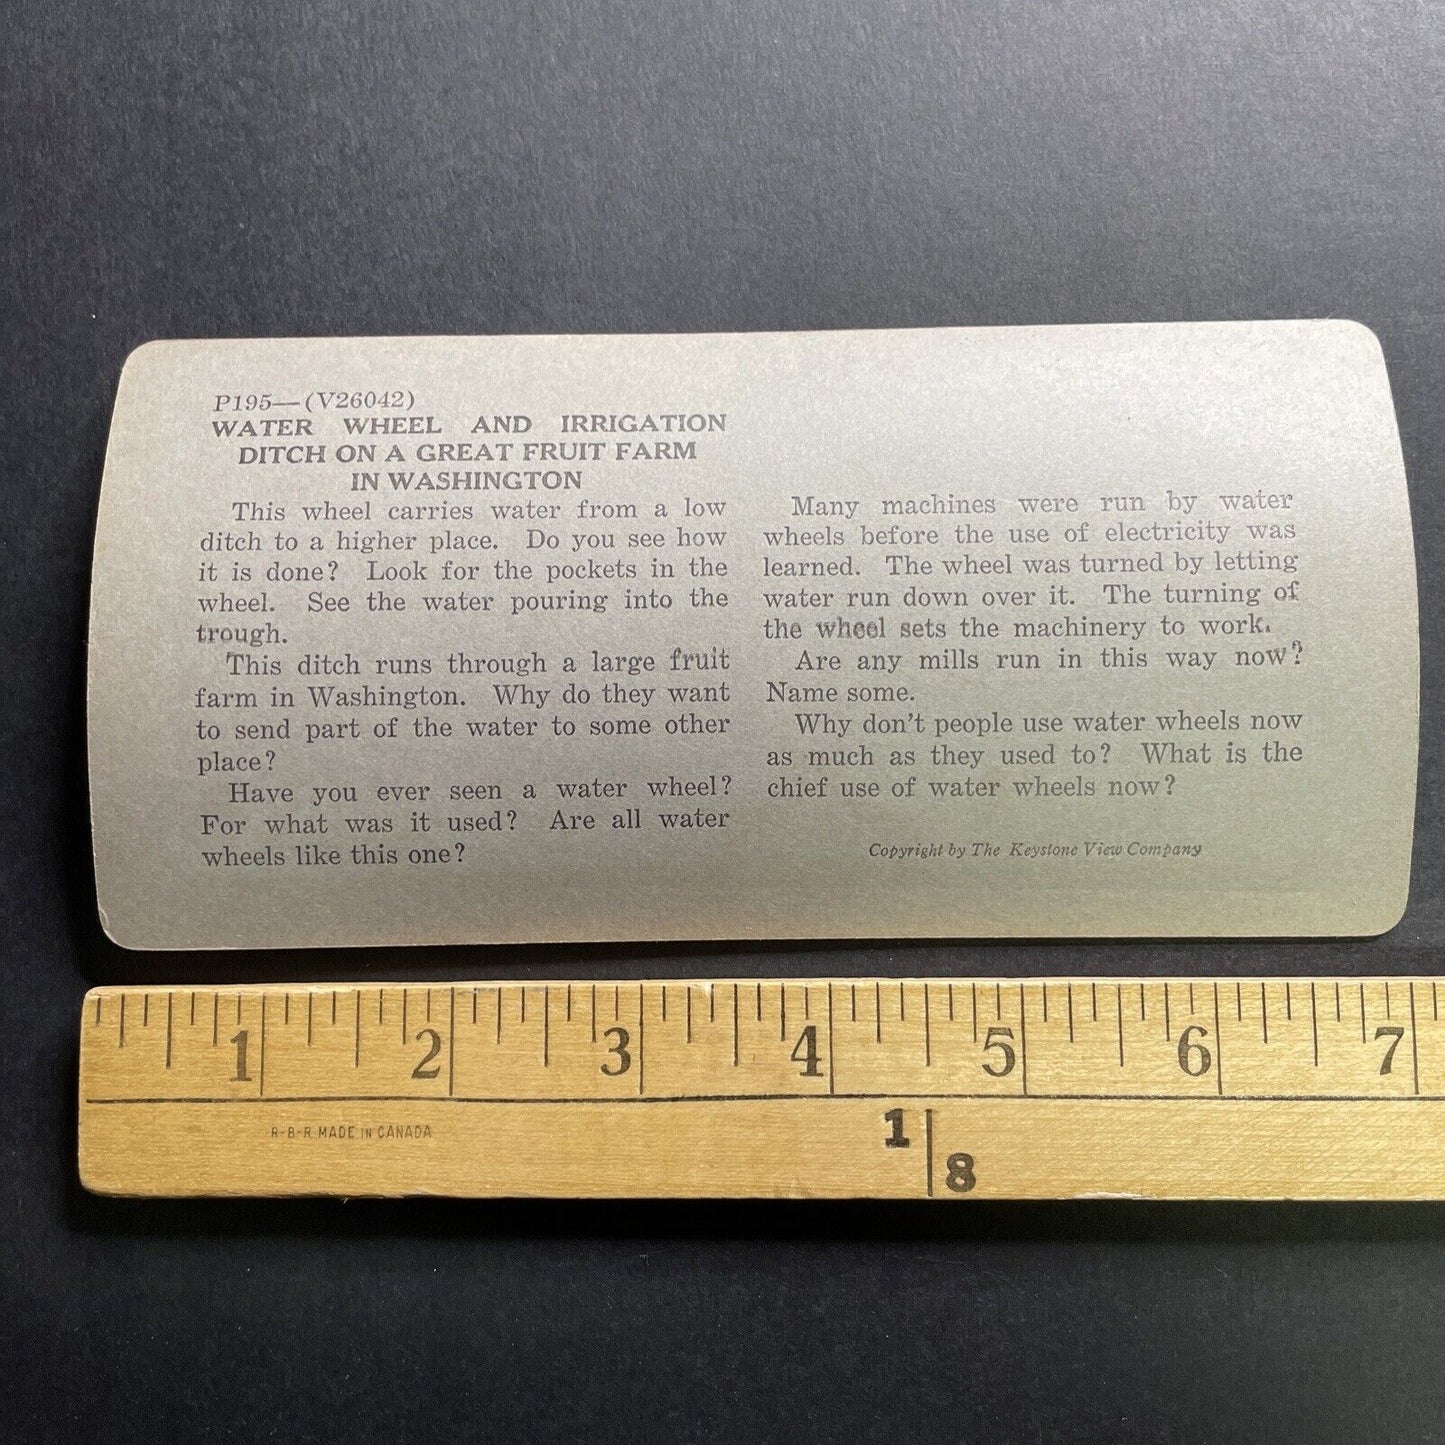 P195—(V26042)
WATER WHEEL AND IRRIGATION
DITCH ON A GREAT FRUIT FARM
IN WASHINGTON
This wheel carries water from a low
ditch to a higher place. Do you see how
it is done? Look for the pockets in the
wheel. See the water pouring into the
trough.
This ditch runs through a large fruit
farm in Washington. Why do they want
to send part of the water to some other
place?
Have you ever seen a water wheel?
For what was it used? Are all water
wheels like this one?
Many machines were run by water
wheels before the use of electricity was
learned. The wheel was turned by letting
water run down over it. The turning of
the wheel sets the machinery to work.
Are any mills run in this way now?
Name some.
Why don't people use water wheels now
as much as they used to? What is the
chief use of water wheels now?
Copyright by The Keystone View Company
1 2 3 4 5 6 7
R-B-R MADE IN CANADA
1 8